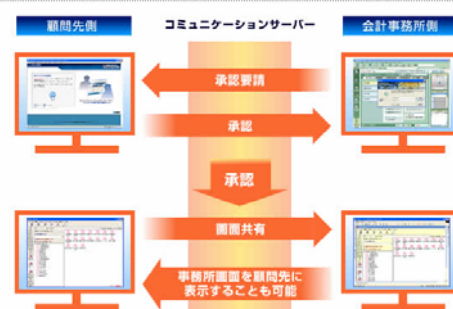 顧問先側
コミュニケーションサーバー
会計事務所側
承認要請
承認
承認
画面共有
事務所画面を顧問先に
表示することも可能